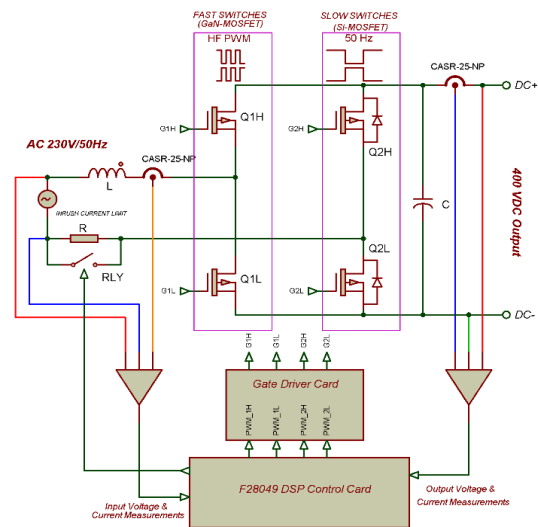 FAST SWITCHES
(GaN-MOSFET)
HF PWM
SLOW SWITCHES
(Si-MOSFET)
50 Hz
CASR-25-NP
DC+
G1H
Q1H
G2H
Q2H
AC 230V/50Hz
CASR-25-NP
L
INRUSH CURRENT LIMIT
R
RLY
C
400 VDC Output
Q2L
Q1L
G1L
G2L
DC-
G1H
G1L
G2H
G2L
Gate Driver Card
PWM_1H
PWM_1L
PWM_2H
PWM_2L
F28049 DSP Control Card
Input Voltage &
Current Measurements
Output Voltage &
Current Measurements